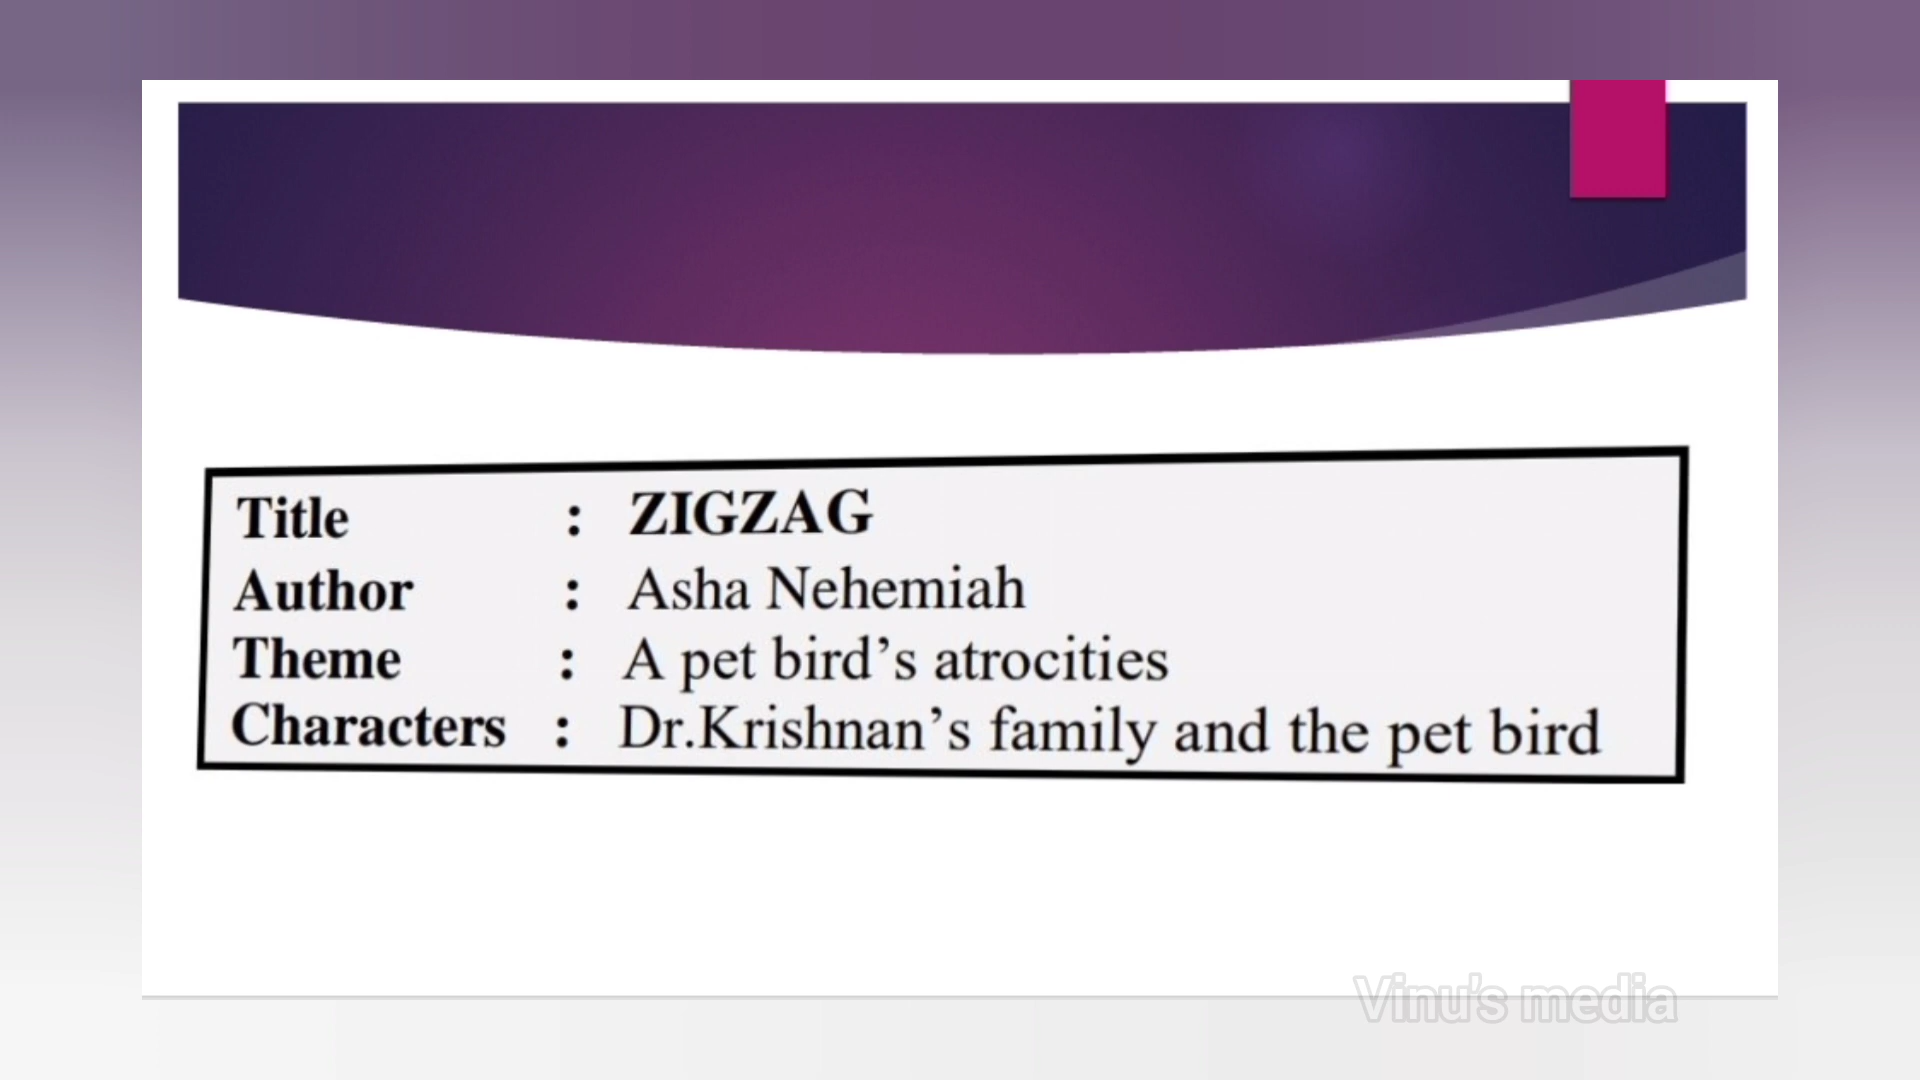 Title : ZIGZAG
Author : Asha Nehemiah
Theme : A pet bird’s atrocities
Characters : Dr.Krishnan’s family and the pet bird
Vinu's media